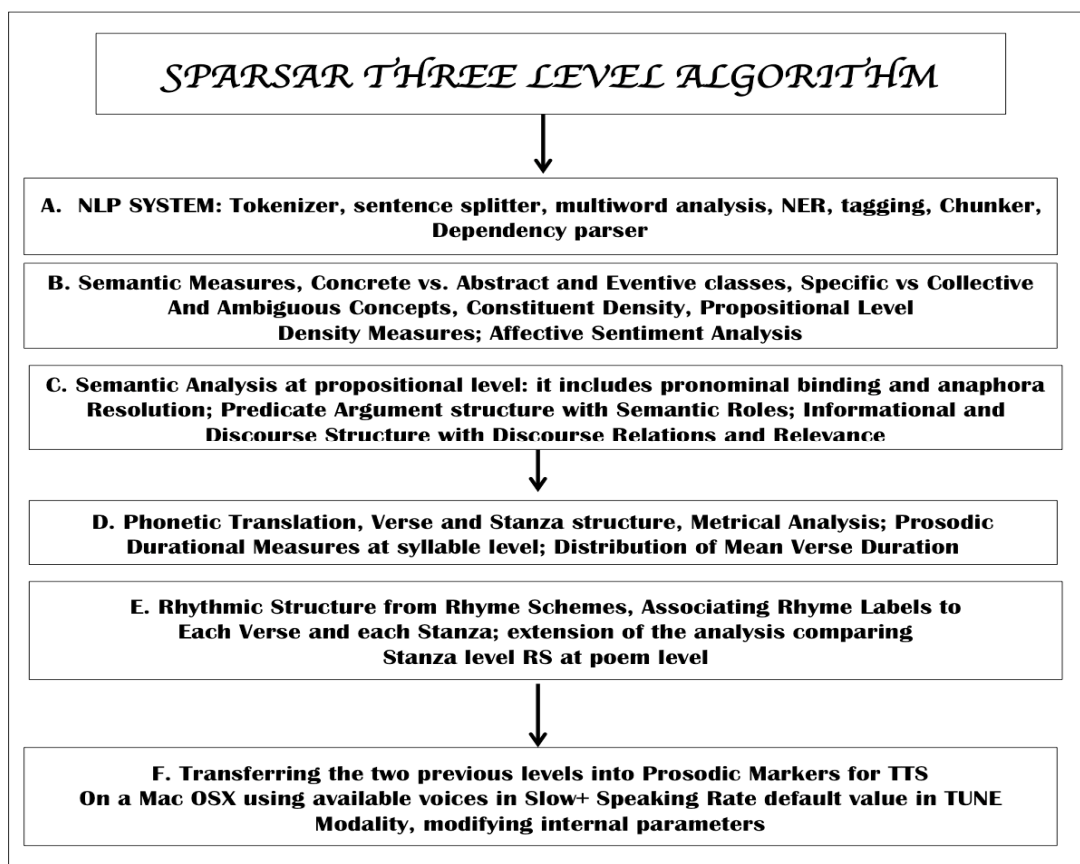 SPARSAR THREE LEVEL ALGORITHM
A. NLP SYSTEM: Tokenizer, sentence splitter, multiword analysis, NER, tagging, Chunker,
Dependency parser
B. Semantic Measures, Concrete vs. Abstract and Eventive classes, Specific vs Collective
And Ambiguous Concepts, Constituent Density, Propositional Level
Density Measures; Affective Sentiment Analysis
C. Semantic Analysis at propositional level: it includes pronominal binding and anaphora
Resolution; Predicate Argument structure with Semantic Roles; Informational and
Discourse Structure with Discourse Relations and Relevance
D. Phonetic Translation, Verse and Stanza structure, Metrical Analysis; Prosodic
Durational Measures at syllable level; Distribution of Mean Verse Duration
E. Rhythmic Structure from Rhyme Schemes, Associating Rhyme Labels to
Each Verse and each Stanza; extension of the analysis comparing
Stanza level RS at poem level
F. Transferring the two previous levels into Prosodic Markers for TTS
On a Mac OSX using available voices in Slow+ Speaking Rate default value in TUNE
Modality, modifying internal parameters